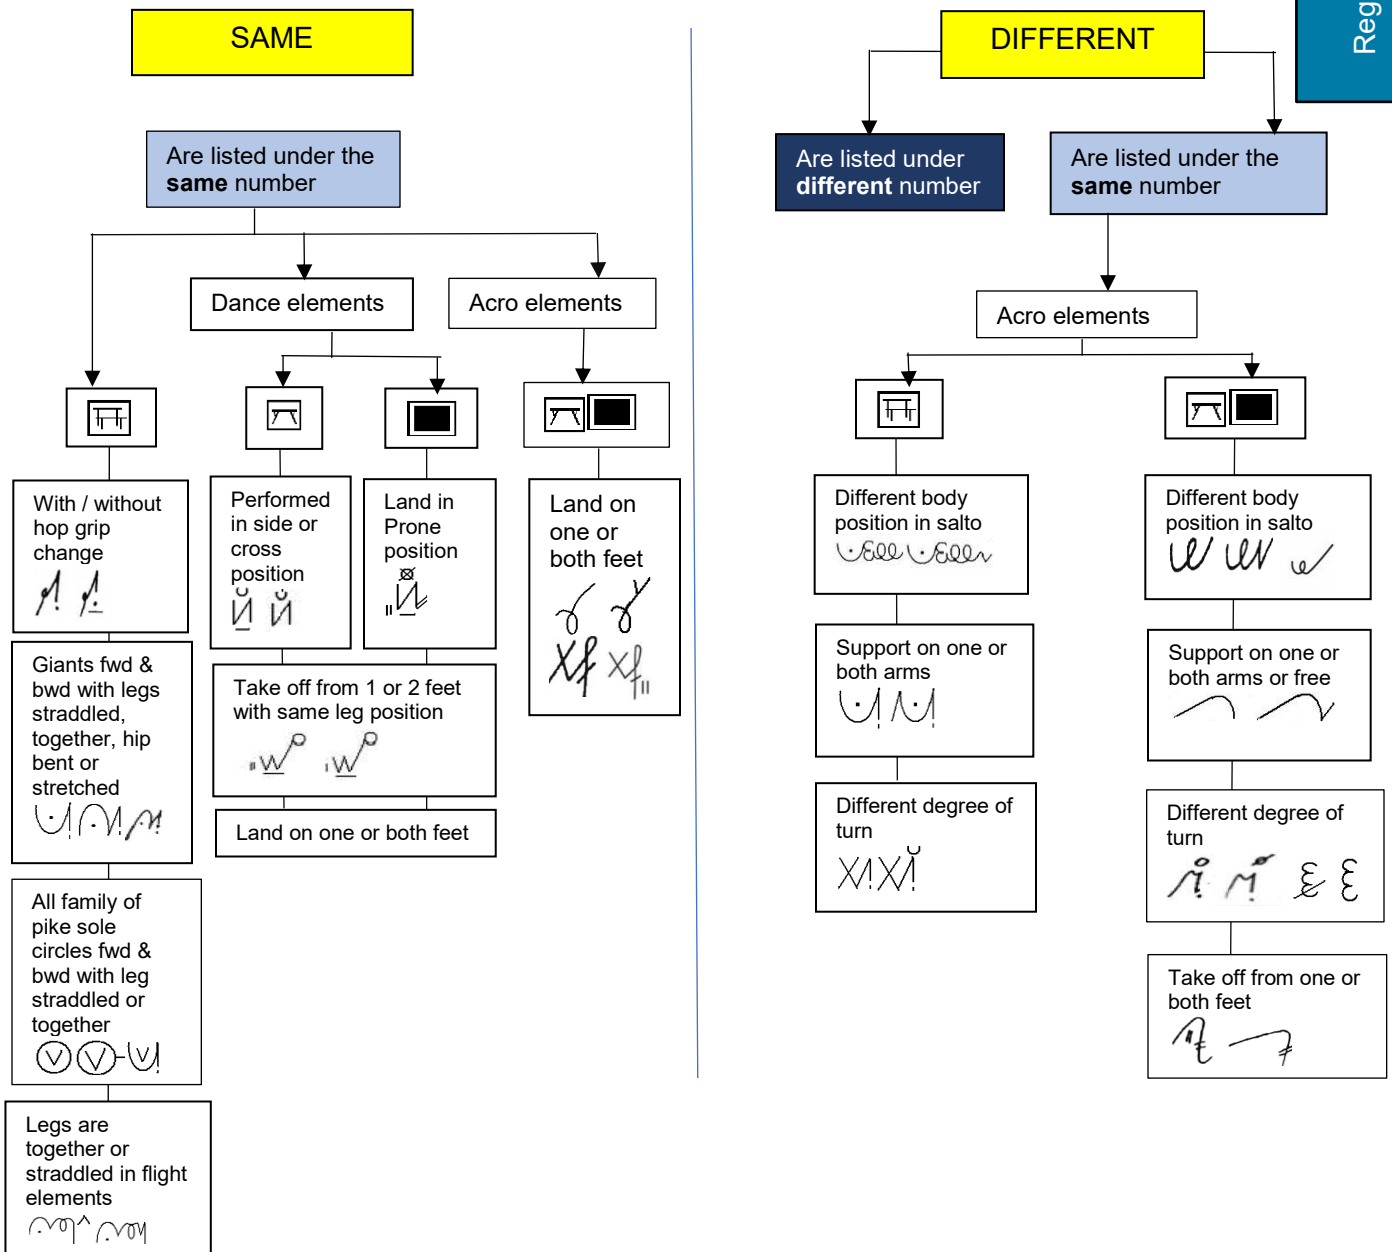 SAME
DIFFERENT
Reg
Are listed under the
same number
Are listed under
different number
Are listed under the
same number
Dance elements
Acro elements
Acro elements
With / without
hop grip
change
Performed
in side or
cross
position
Land in
Prone
position
Land on
one or
both feet
Giants fwd &
bwd with legs
straddled,
together, hip
bent or
stretched
Take off from 1 or 2 feet
with same leg position
Land on one or both feet
All family of
pike sole
circles fwd &
bwd with leg
straddled or
together
Legs are
together or
straddled in flight
elements
Different body
position in salto
Support on one or
both arms
Different degree of
turn
Different body
position in salto
Support on one or
both arms or free
Different degree of
turn
Take off from one or
both feet